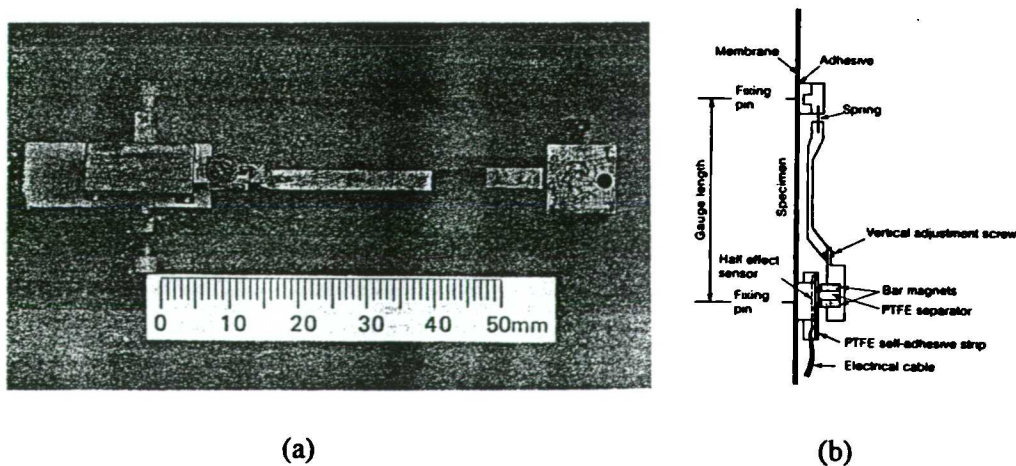 0 10 20 30 40 50mm
(a)
Membrane
Adhesive
Fixing
pin
Spring
Gauge length
Specimen
Vertical adjustment screw
Hall effect
sensor
Bar magnets
Fixing
pin
PTFE separator
PTFE self-adhesive strip
Electrical cable
(b)